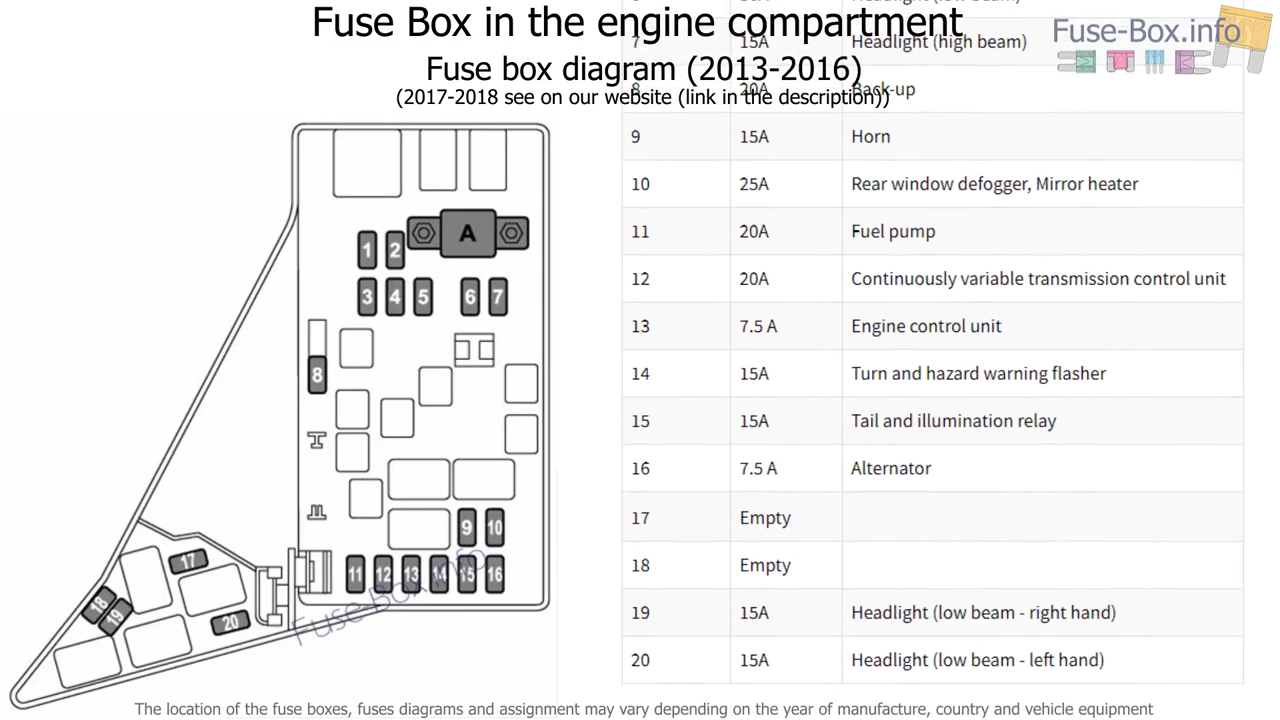 Fuse Box in the engine compartment
Fuse box diagram (2013-2016)
(2017-2018 see on our website (link in the description))
Fuse-Box.info
7 15A Headlight (high beam)
8 20A Back-up
9 15A Horn
10 25A Rear window defogger, Mirror heater
11 20A Fuel pump
12 20A Continuously variable transmission control unit
13 7.5 A Engine control unit
14 15A Turn and hazard warning flasher
15 15A Tail and illumination relay
16 7.5 A Alternator
17 Empty
18 Empty
19 15A Headlight (low beam - right hand)
20 15A Headlight (low beam - left hand)
A
1 2
3 4 5 6 7
8
9 10
11 12 13 14 15 16
17
18
19
20
Fuse-Box.info
The location of the fuse boxes, fuses diagrams and assignment may vary depending on the year of manufacture, country and vehicle equipment